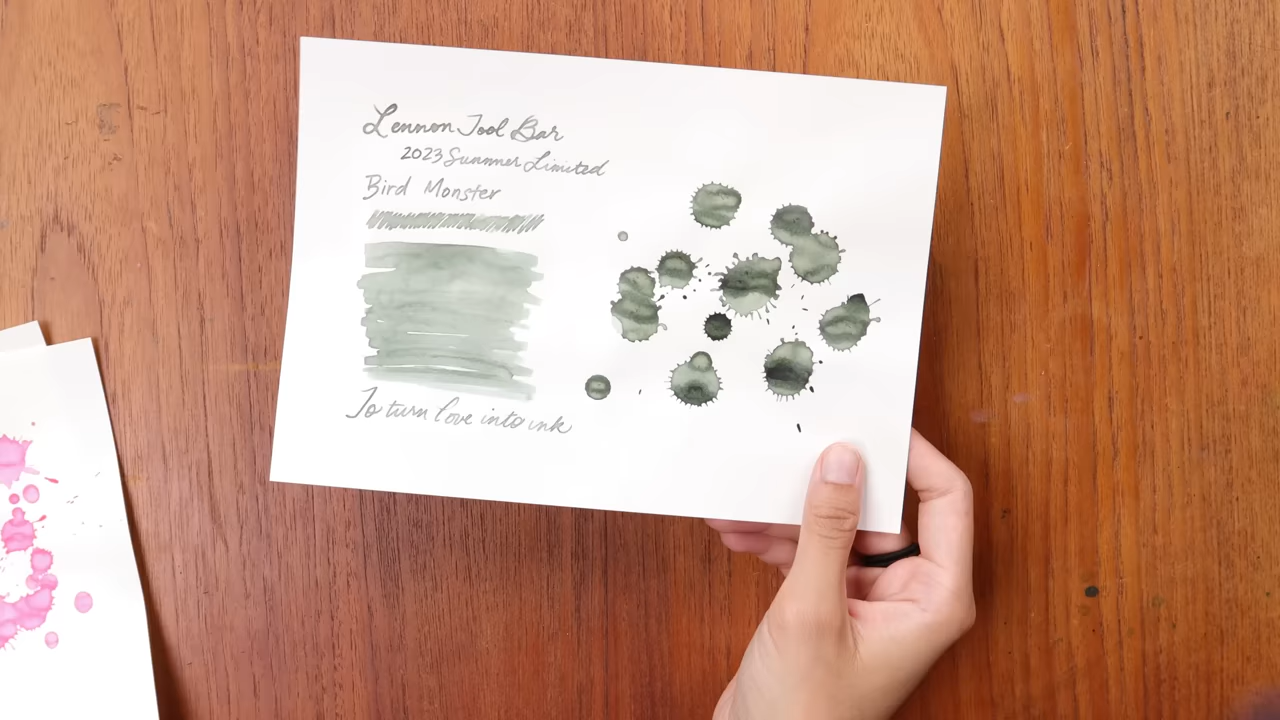 Lennon Tool Bar
2023 Summer Limited
Bird Monster
To turn love into ink